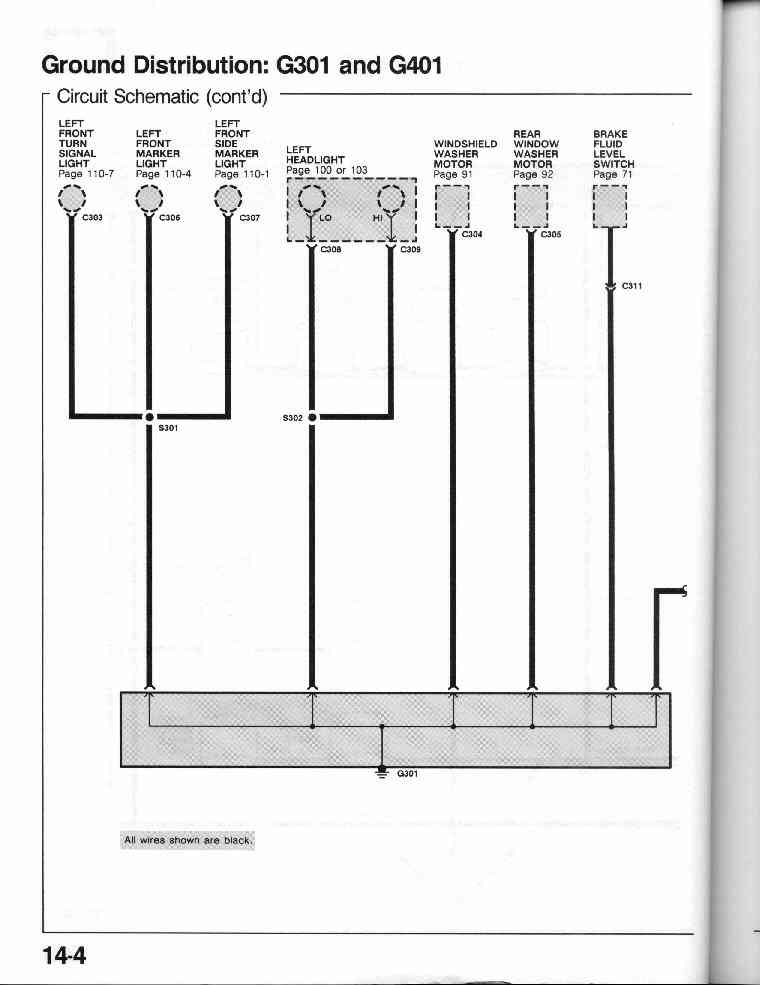 Ground Distribution: G301 and G401
Circuit Schematic (cont'd)
LEFT
FRONT
TURN
SIGNAL
LIGHT
Page 110-7
LEFT
FRONT
MARKER
LIGHT
Page 110-4
LEFT
FRONT
SIDE
MARKER
LIGHT
Page 110-1
LEFT
HEADLIGHT
Page 100 or 103
WINDSHIELD
WASHER
MOTOR
Page 91
REAR
WINDOW
WASHER
MOTOR
Page 92
BRAKE
FLUID
LEVEL
SWITCH
Page 71
C303
C306
C307
LO
HI
C308
C309
C304
C305
C311
S301
S302
G301
All wires shown are black.
14-4